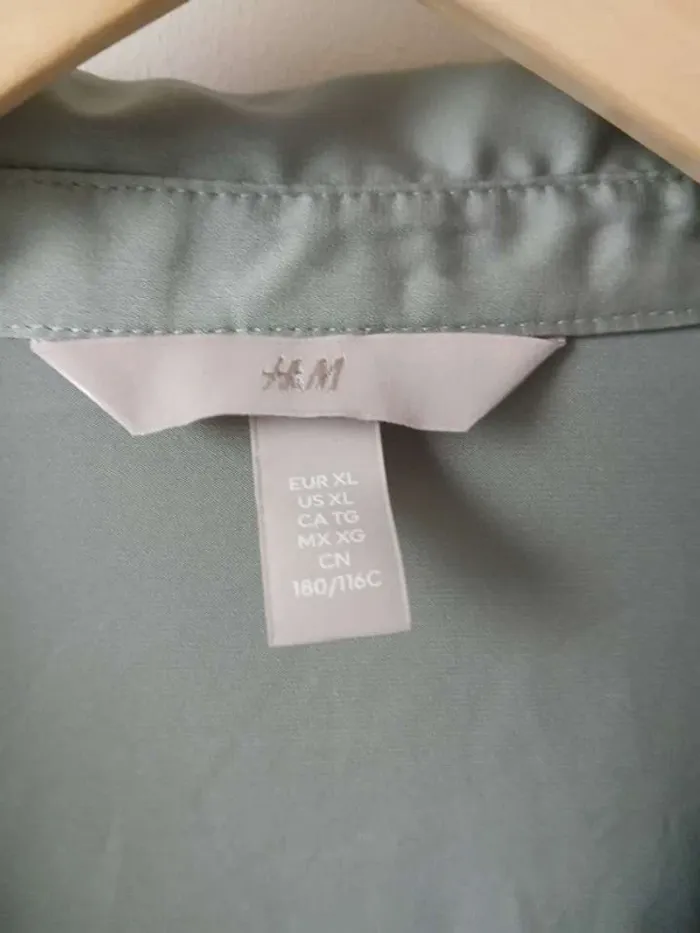 H&M
EUR XL
US XL
CA TG
MX XG
CN
180/116C